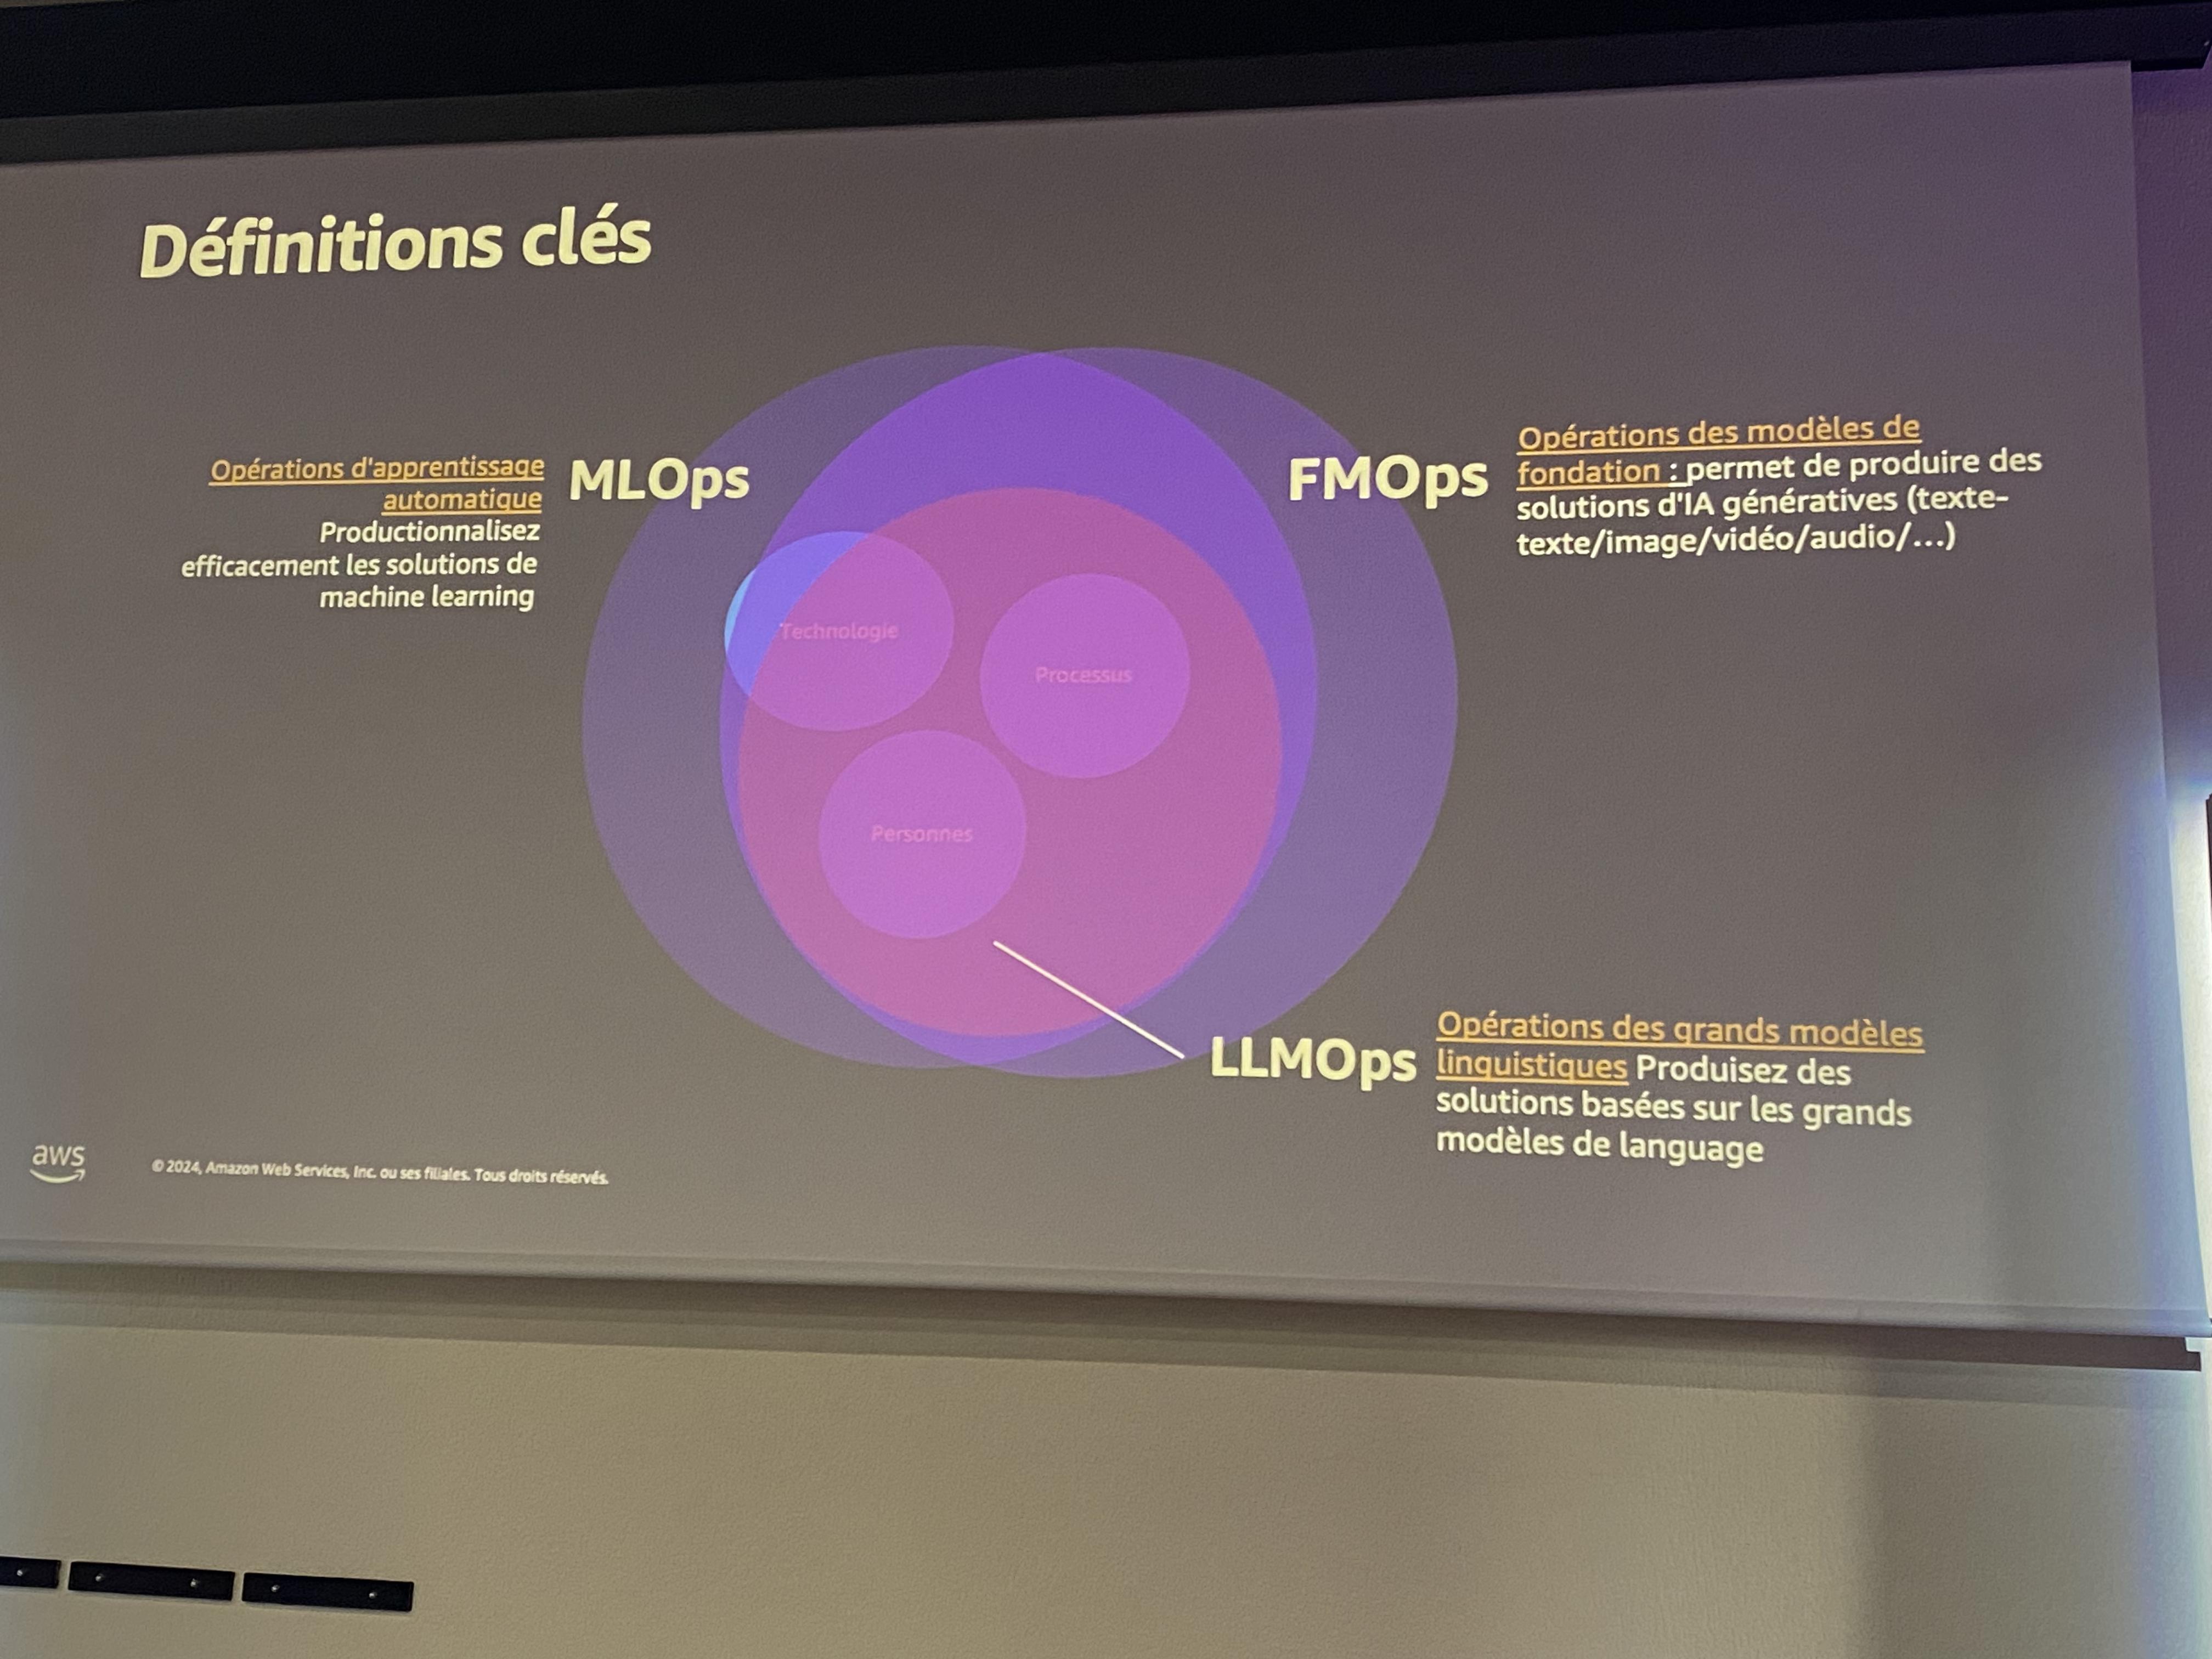 Définitions clés
Opérations d'apprentissage
automatique
Productionnalisez
efficacement les solutions de
machine learning
MLOps
FMOps
Opérations des modèles de
fondation : permet de produire des
solutions d'IA génératives (texte-
texte/image/vidéo/audio/...)
Technologie
Processus
Personnes
LLMOps
Opérations des grands modèles
linguistiques Produisez des
solutions basées sur les grands
modèles de language
aws
© 2024, Amazon Web Services, Inc. ou ses filiales. Tous droits réservés.